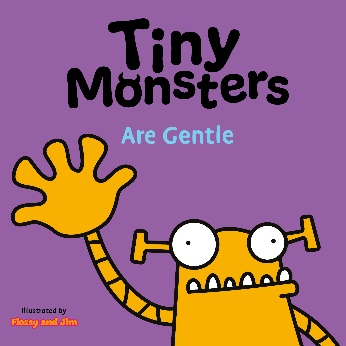 Tiny
Monsters
Are Gentle
Illustrated by
Flossy and Jim